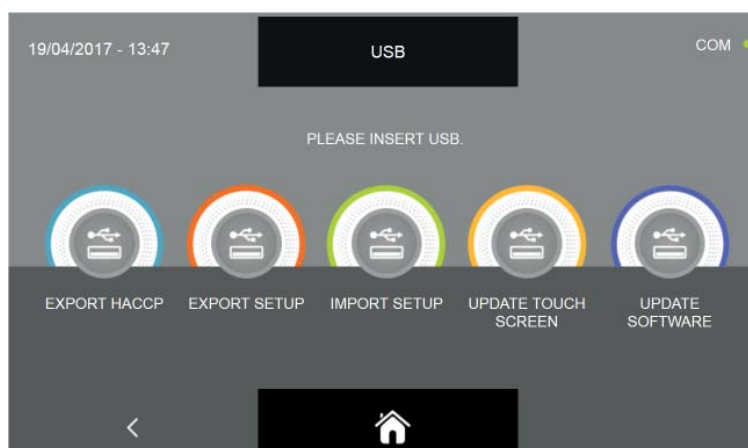 19/04/2017 - 13:47
USB
COM
PLEASE INSERT USB.
EXPORT HACCP
EXPORT SETUP
IMPORT SETUP
UPDATE TOUCH
SCREEN
UPDATE
SOFTWARE